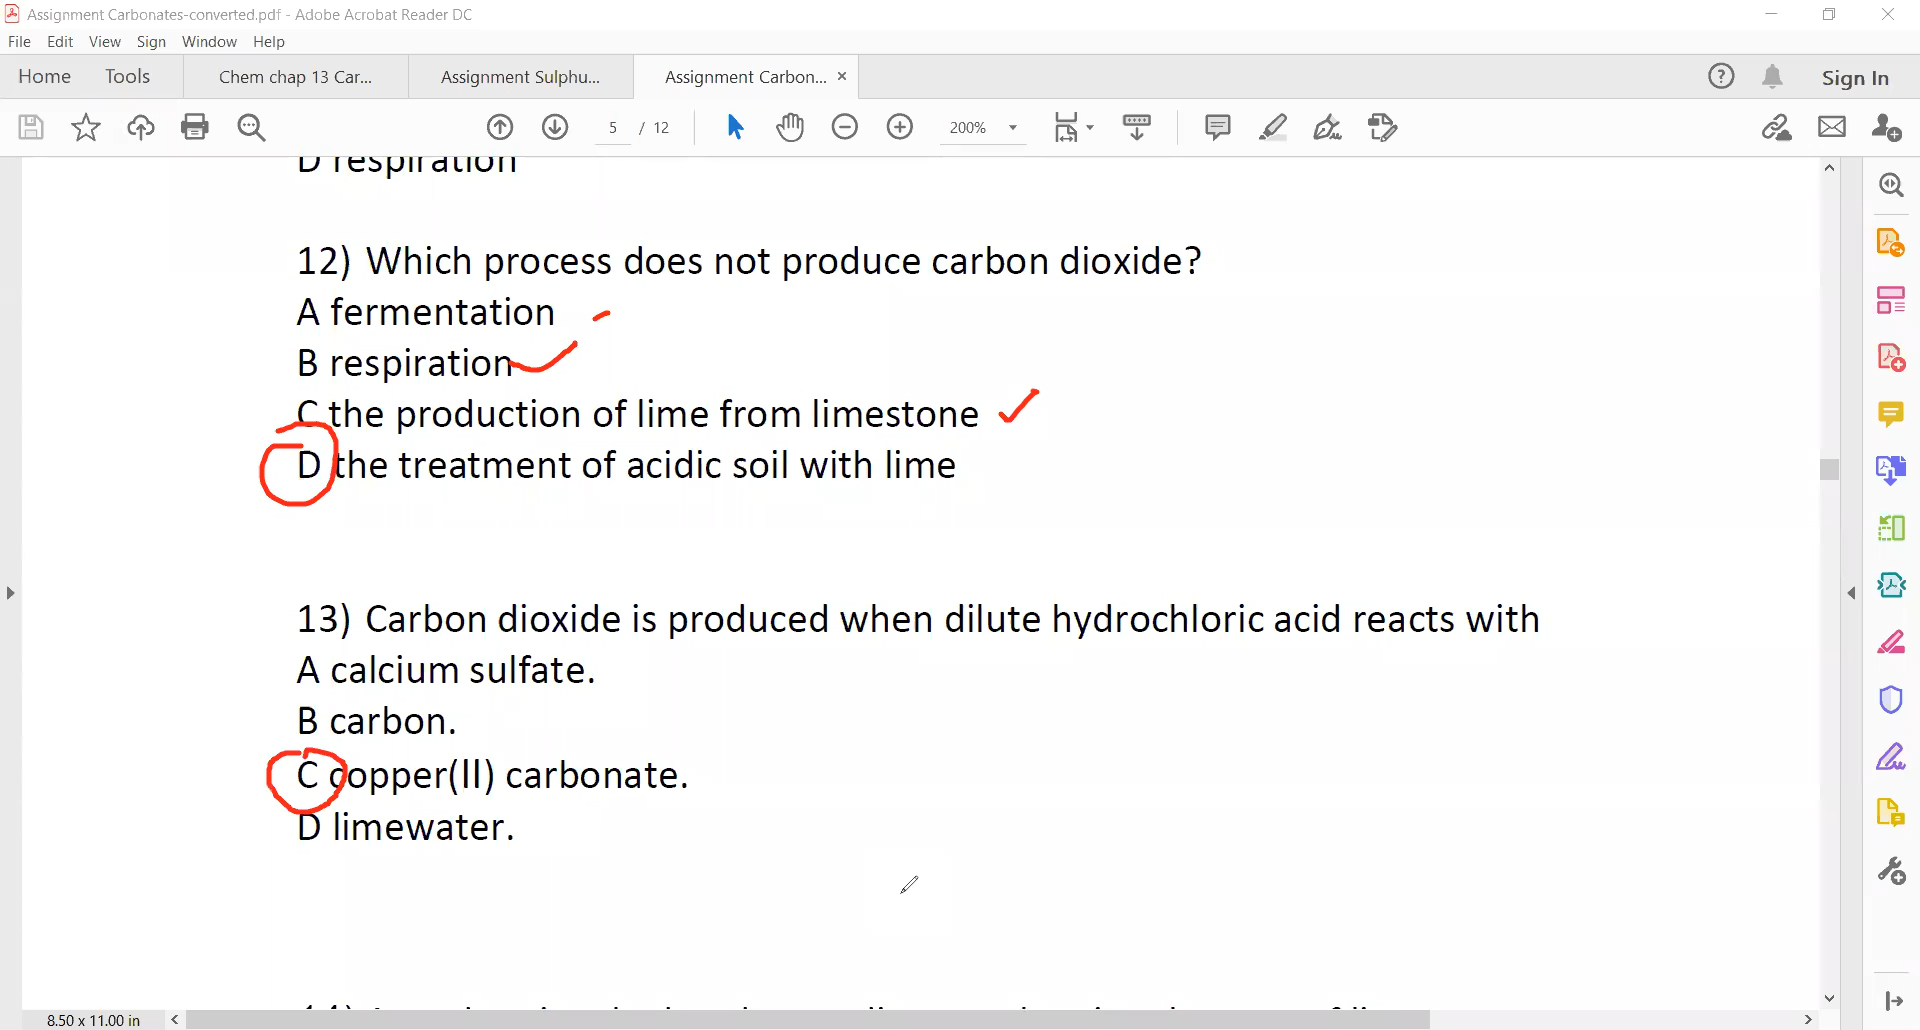 Assignment Carbonates-converted.pdf - Adobe Acrobat Reader DC
File Edit View Sign Window Help
Home Tools Chem chap 13 Car... Assignment Sulphu... Assignment Carbon... × ? Sign In
5 / 12 200%
D respiration
12) Which process does not produce carbon dioxide?
A fermentation
B respiration
C the production of lime from limestone
D the treatment of acidic soil with lime
13) Carbon dioxide is produced when dilute hydrochloric acid reacts with
A calcium sulfate.
B carbon.
C copper(II) carbonate.
D limewater.
8.50 x 11.00 in